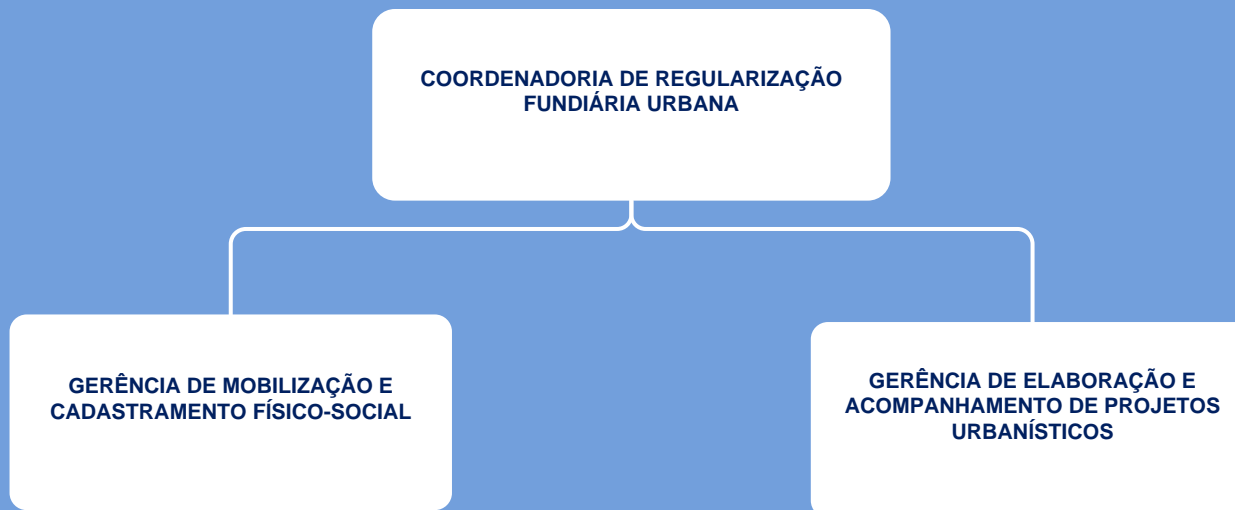 COORDENADORIA DE REGULARIZAÇÃO
FUNDIÁRIA URBANA
GERÊNCIA DE MOBILIZAÇÃO E
CADASTRAMENTO FÍSICO-SOCIAL
GERÊNCIA DE ELABORAÇÃO E
ACOMPANHAMENTO DE PROJETOS
URBANÍSTICOS